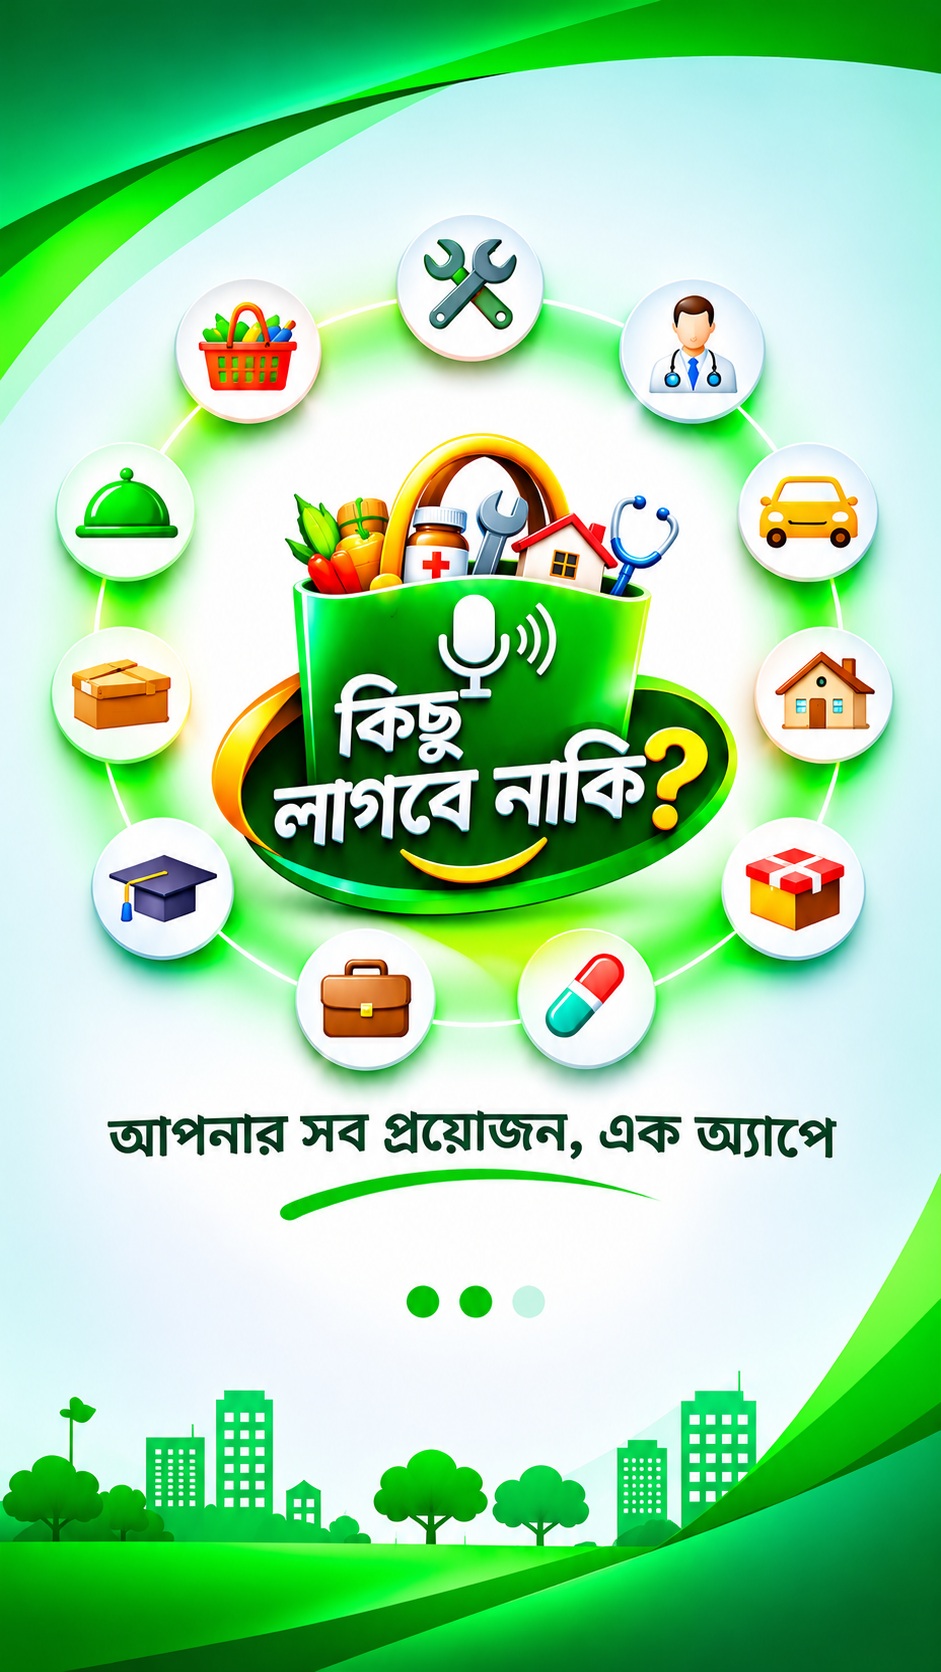 কিছু
লাগবে নাকি?
আপনার সব প্রয়োজন, এক অ্যাপে